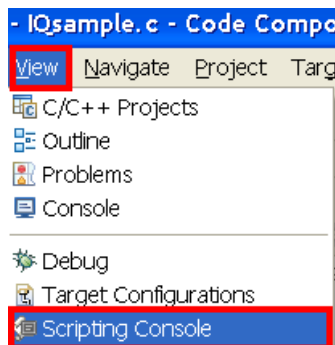 - IQsample.c - Code Compo
View Navigate Project Targ
C/C++ Projects
Outline
Problems
Console
Debug
Target Configurations
Scripting Console